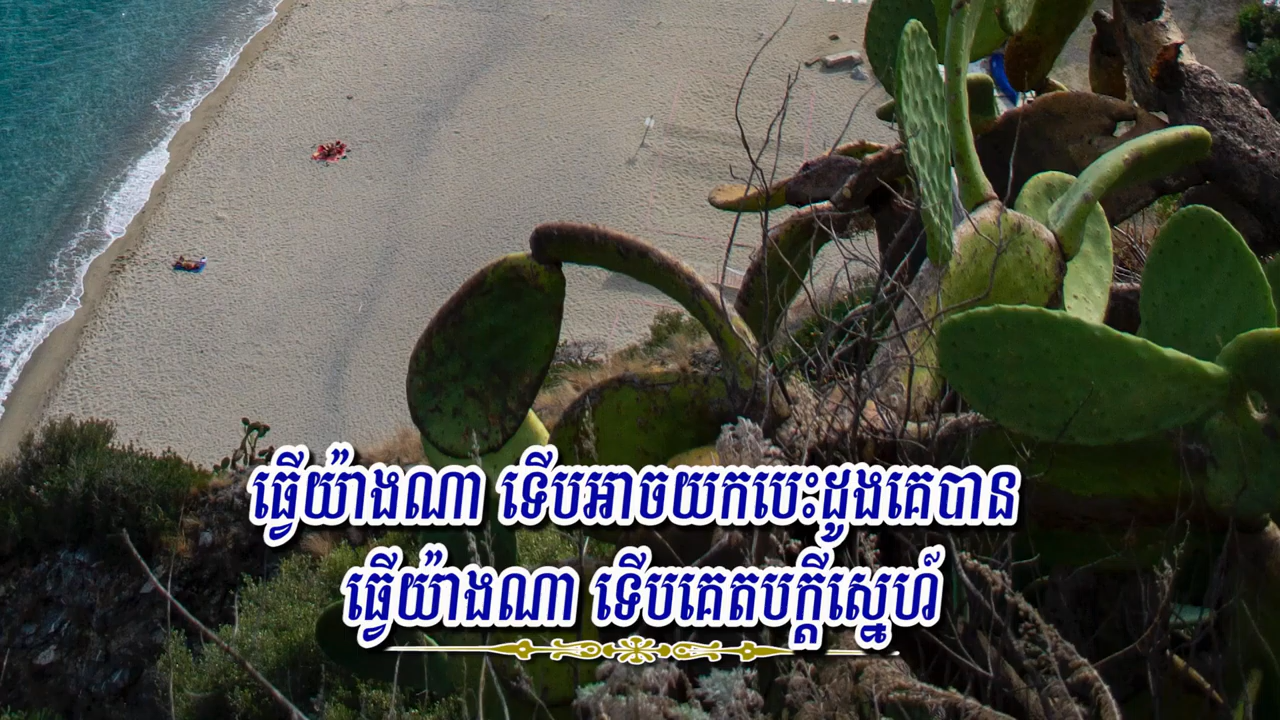 ធ្វើយ៉ាងណា ទើបអាចយកបេះដូងគេបាន
ធ្វើយ៉ាងណា ទើបគេតបក្ដីស្នេហ៍